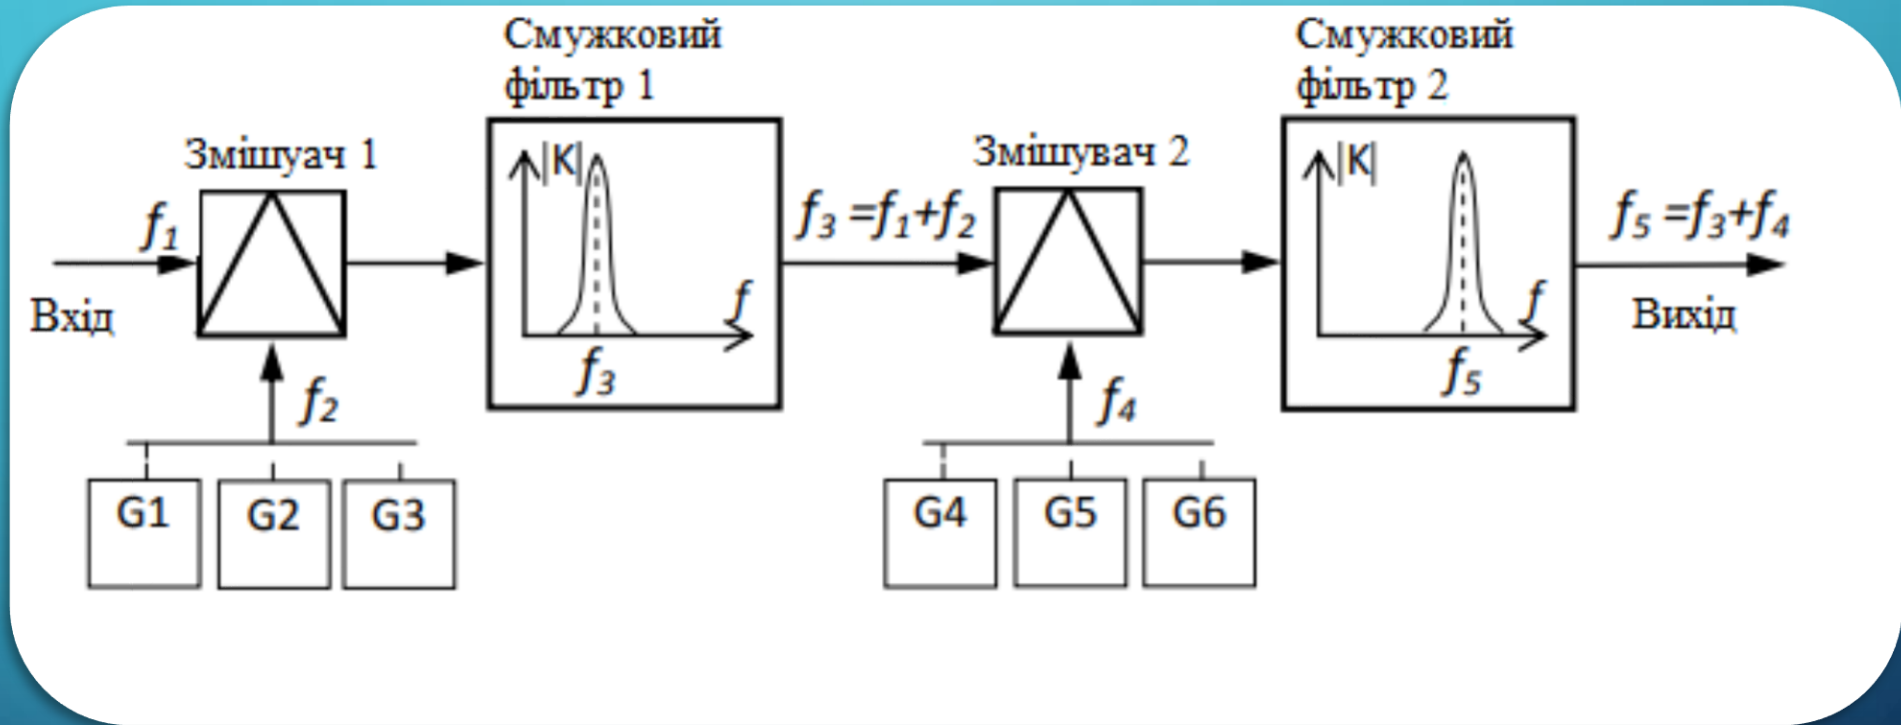 Смужковий
фільтр 1
Смужковий
фільтр 2
Змішуач 1
Змішувач 2
|K|
|K|
f1
f3 =f1+f2
f5 =f3+f4
Вхід
f
f
Вихід
f3
f5
f2
f4
G1 G2 G3
G4 G5 G6